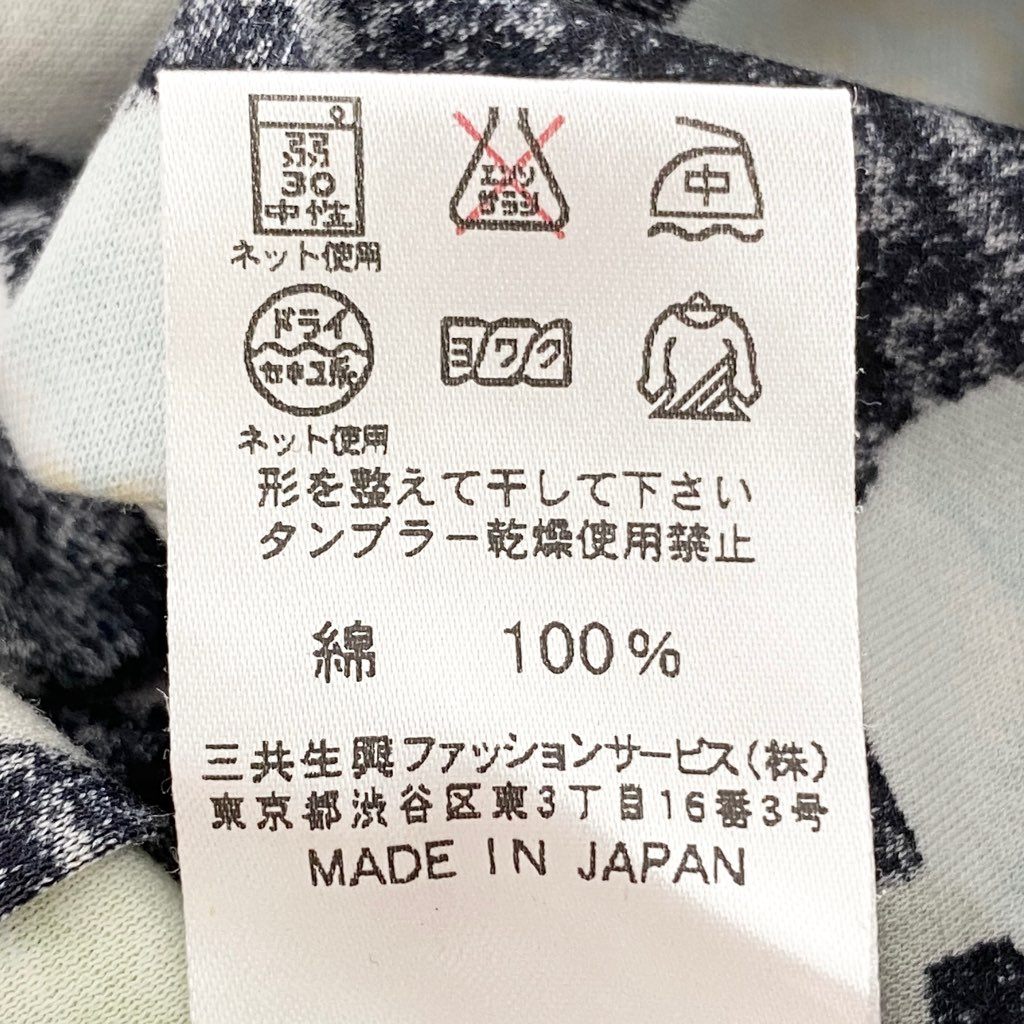 弱
30
中性
ネット使用
エンソ
サラシ
中
ドライ
セキユ系
ネット使用
ヨワク
形を整えて干して下さい
タンブラー乾燥使用禁止
綿 100%
三共生興ファッションサービス(株)
東京都渋谷区東3丁目16番3号
MADE IN JAPAN